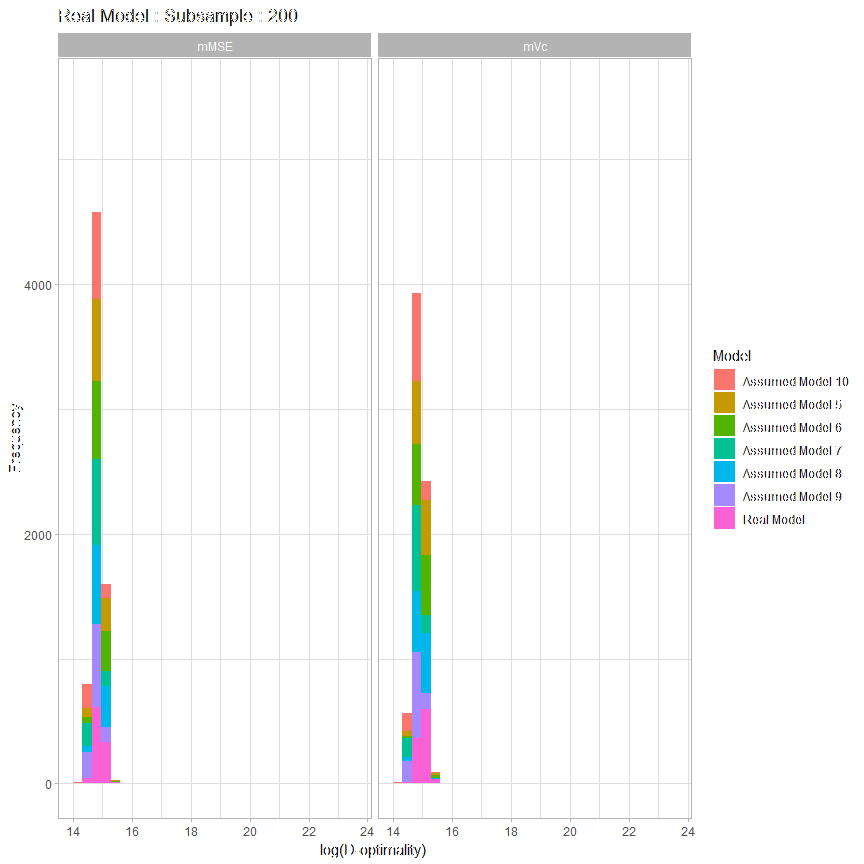 Real Model : Subsample : 200
mMSE
mVc
Frequency
4000
2000
0
14 16 18 20 22 24
14 16 18 20 22 24
log(D-optimality)
Model
Assumed Model 10
Assumed Model 5
Assumed Model 6
Assumed Model 7
Assumed Model 8
Assumed Model 9
Real Model